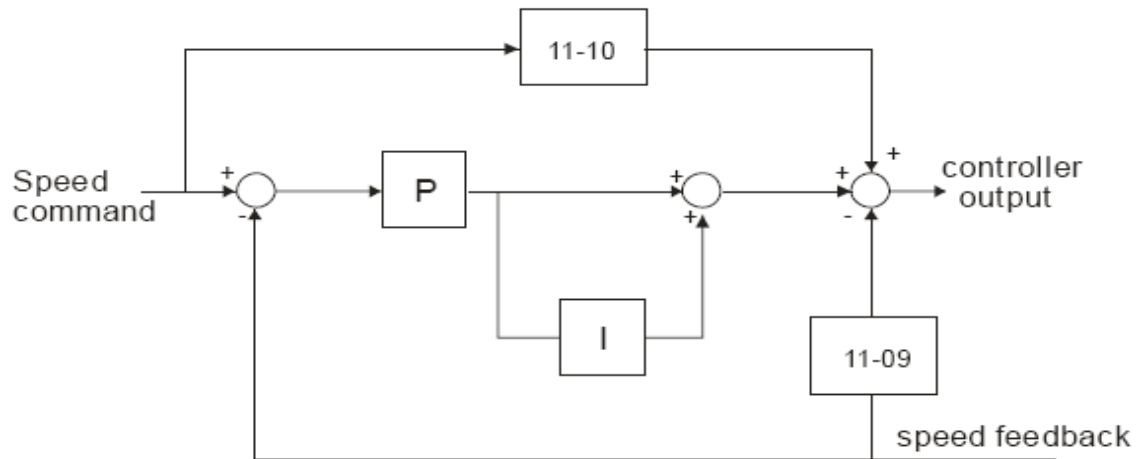 11-10
Speed
command
+
-
P
+
+
I
+
+
-
controller
output
11-09
speed feedback